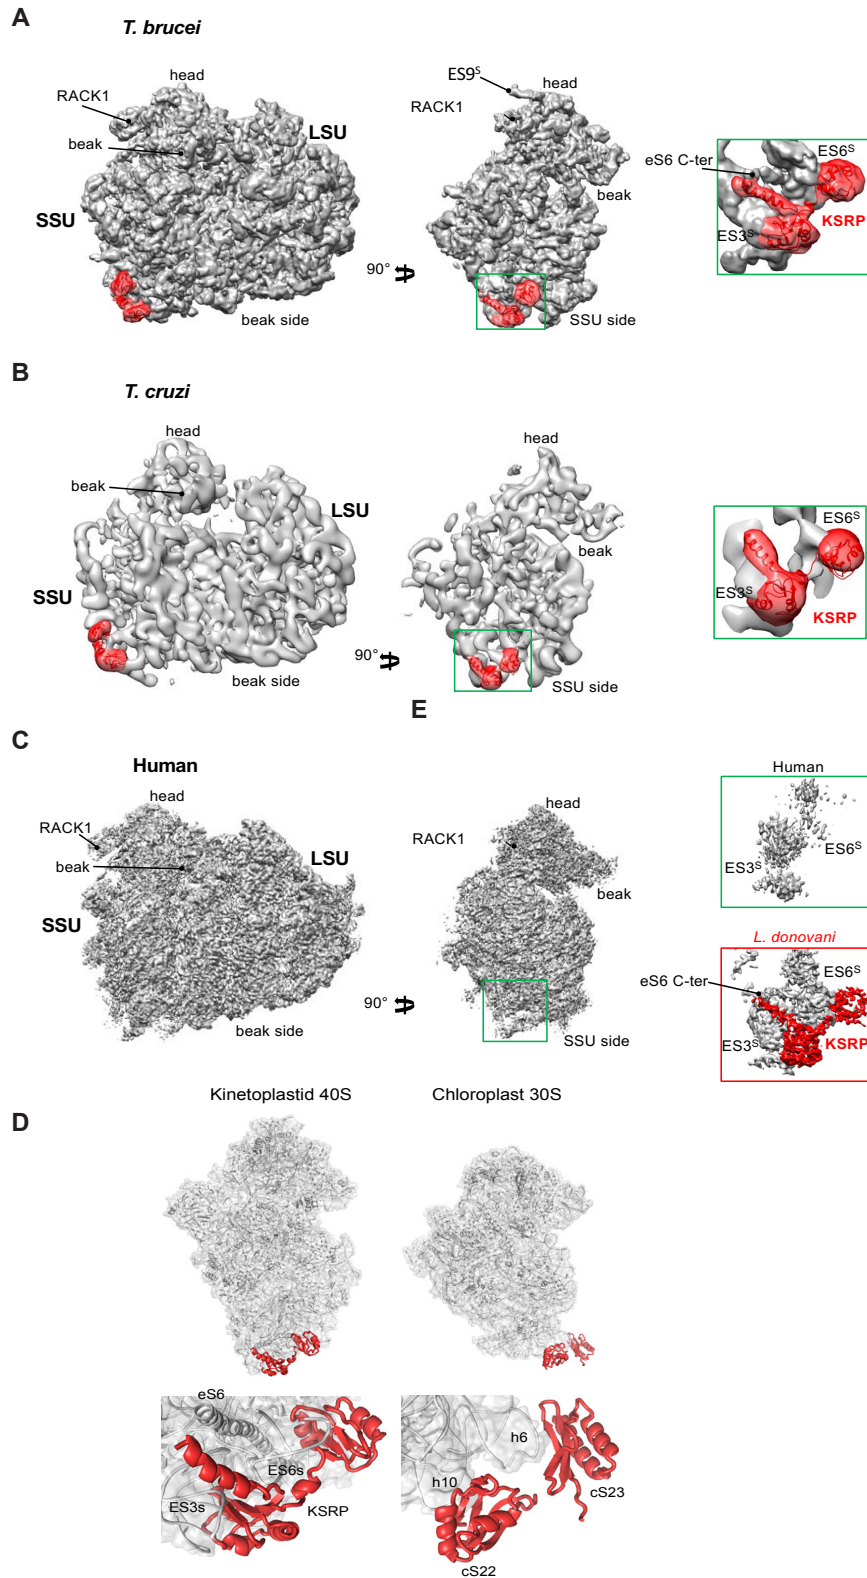 A
T. brucei
head
RACK1
beak
LSU
SSU
beak side
90°
ES9S
head
RACK1
beak
SSU side
ES6S
eS6 C-ter
KSRP
ES3S
B
T. cruzi
head
beak
LSU
SSU
beak side
90°
head
beak
SSU side
ES6S
ES3S
KSRP
E
C
Human
head
RACK1
beak
LSU
SSU
beak side
90°
head
RACK1
beak
SSU side
Human
ES6S
ES3S
L. donovani
ES6S
eS6 C-ter
ES3S
KSRP
Kinetoplastid 40S
Chloroplast 30S
D
eS6
ES6s
ES3s
KSRP
h6
h10
cS23
cS22